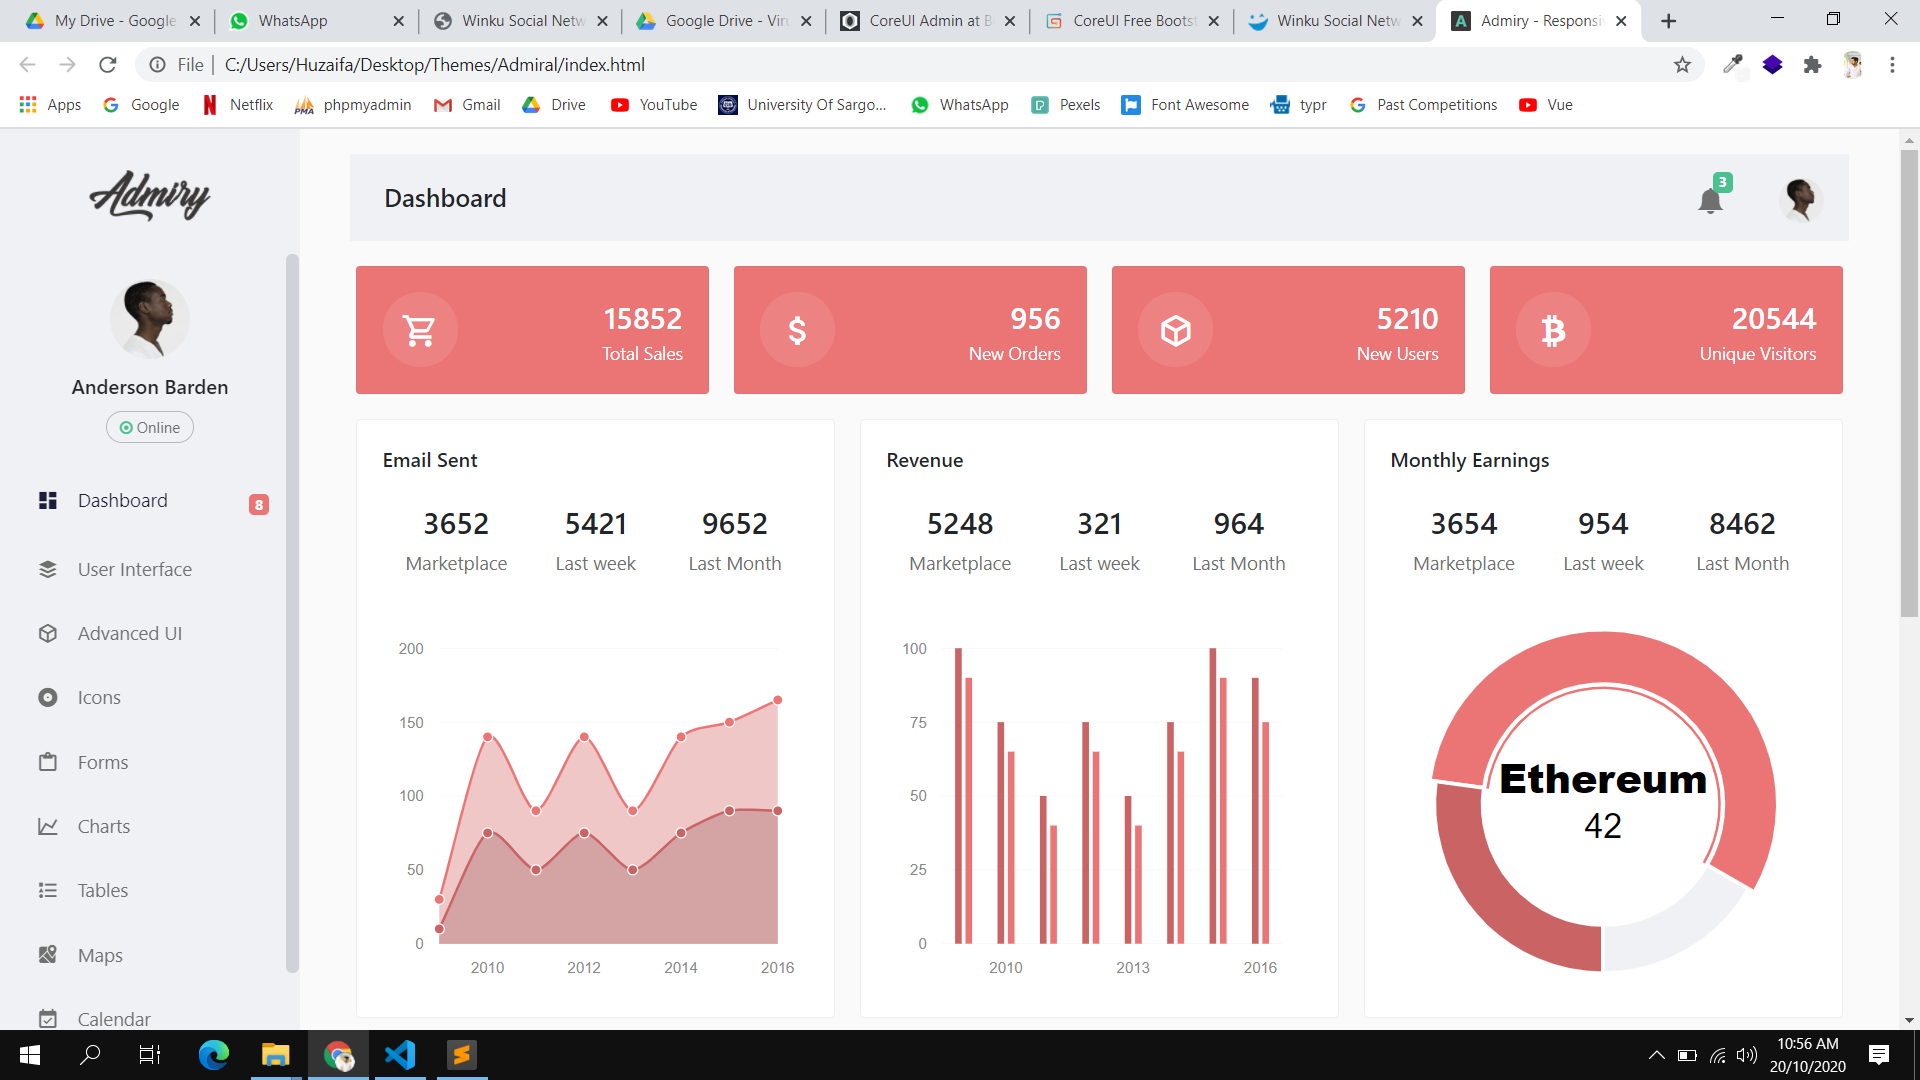 My Drive - Google
WhatsApp
Winku Social Netw
Google Drive - Viru
CoreUI Admin at B
CoreUI Free Bootst
Winku Social Netw
Admiry - Responsi
File
C:/Users/Huzaifa/Desktop/Themes/Admiral/index.html
Apps
Google
Netflix
phpmyadmin
Gmail
Drive
YouTube
University Of Sargo...
WhatsApp
Pexels
Font Awesome
typr
Past Competitions
Vue
Admiry
Anderson Barden
Online
Dashboard
8
User Interface
Advanced UI
Icons
Forms
Charts
Tables
Maps
Calendar
Dashboard
3
15852
Total Sales
956
New Orders
5210
New Users
20544
Unique Visitors
Email Sent
3652
5421
9652
Marketplace
Last week
Last Month
200
150
100
50
0
2010
2012
2014
2016
Revenue
5248
321
964
Marketplace
Last week
Last Month
100
75
50
25
0
2010
2013
2016
Monthly Earnings
3654
954
8462
Marketplace
Last week
Last Month
Ethereum
42
10:56 AM
20/10/2020